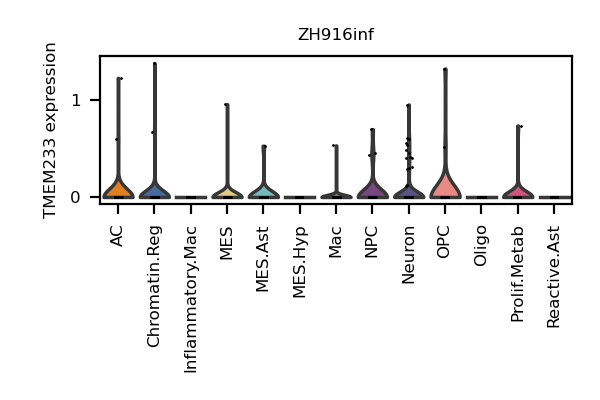 ZH916inf
TMEM233 expression
1
0
AC
Chromatin.Reg
Inflammatory.Mac
MES
MES.Ast
MES.Hyp
Mac
NPC
Neuron
OPC
Oligo
Prolif.Metab
Reactive.Ast